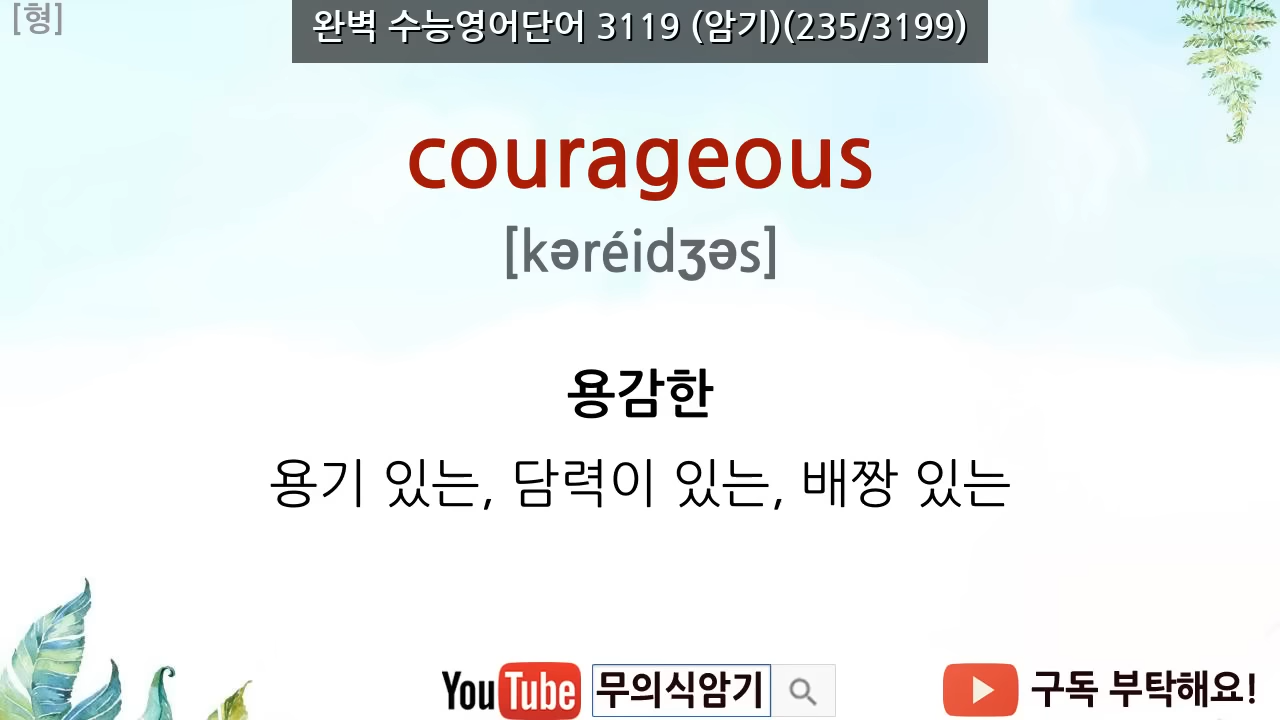 [형]
완벽 수능영어단어 3119 (암기)(235/3199)
courageous
[kəréidʒəs]
용감한
용기 있는, 담력이 있는, 배짱 있는
YouTube 무의식암기
구독 부탁해요!